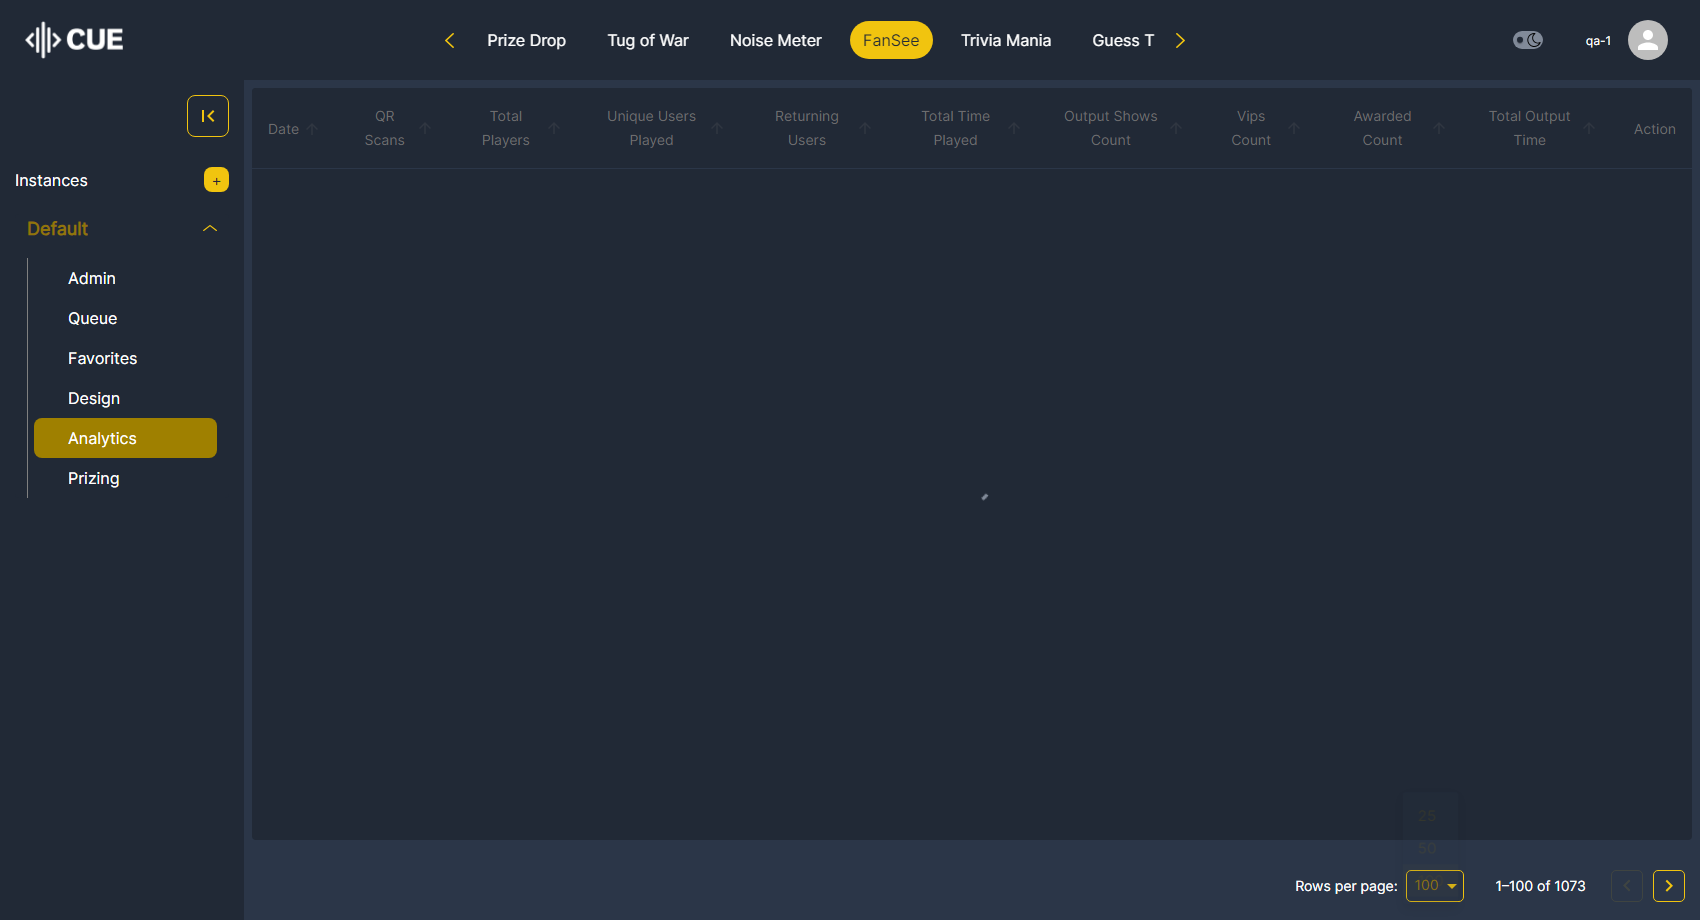 CUE
Prize Drop
Tug of War
Noise Meter
FanSee
Trivia Mania
Guess T
qa-1
Instances
+
Default
Admin
Queue
Favorites
Design
Analytics
Prizing
Date
QR
Scans
Total
Players
Unique Users
Played
Returning
Users
Total Time
Played
Output Shows
Count
Vips
Count
Awarded
Count
Total Output
Time
Action
25
50
Rows per page:
100
1–100 of 1073